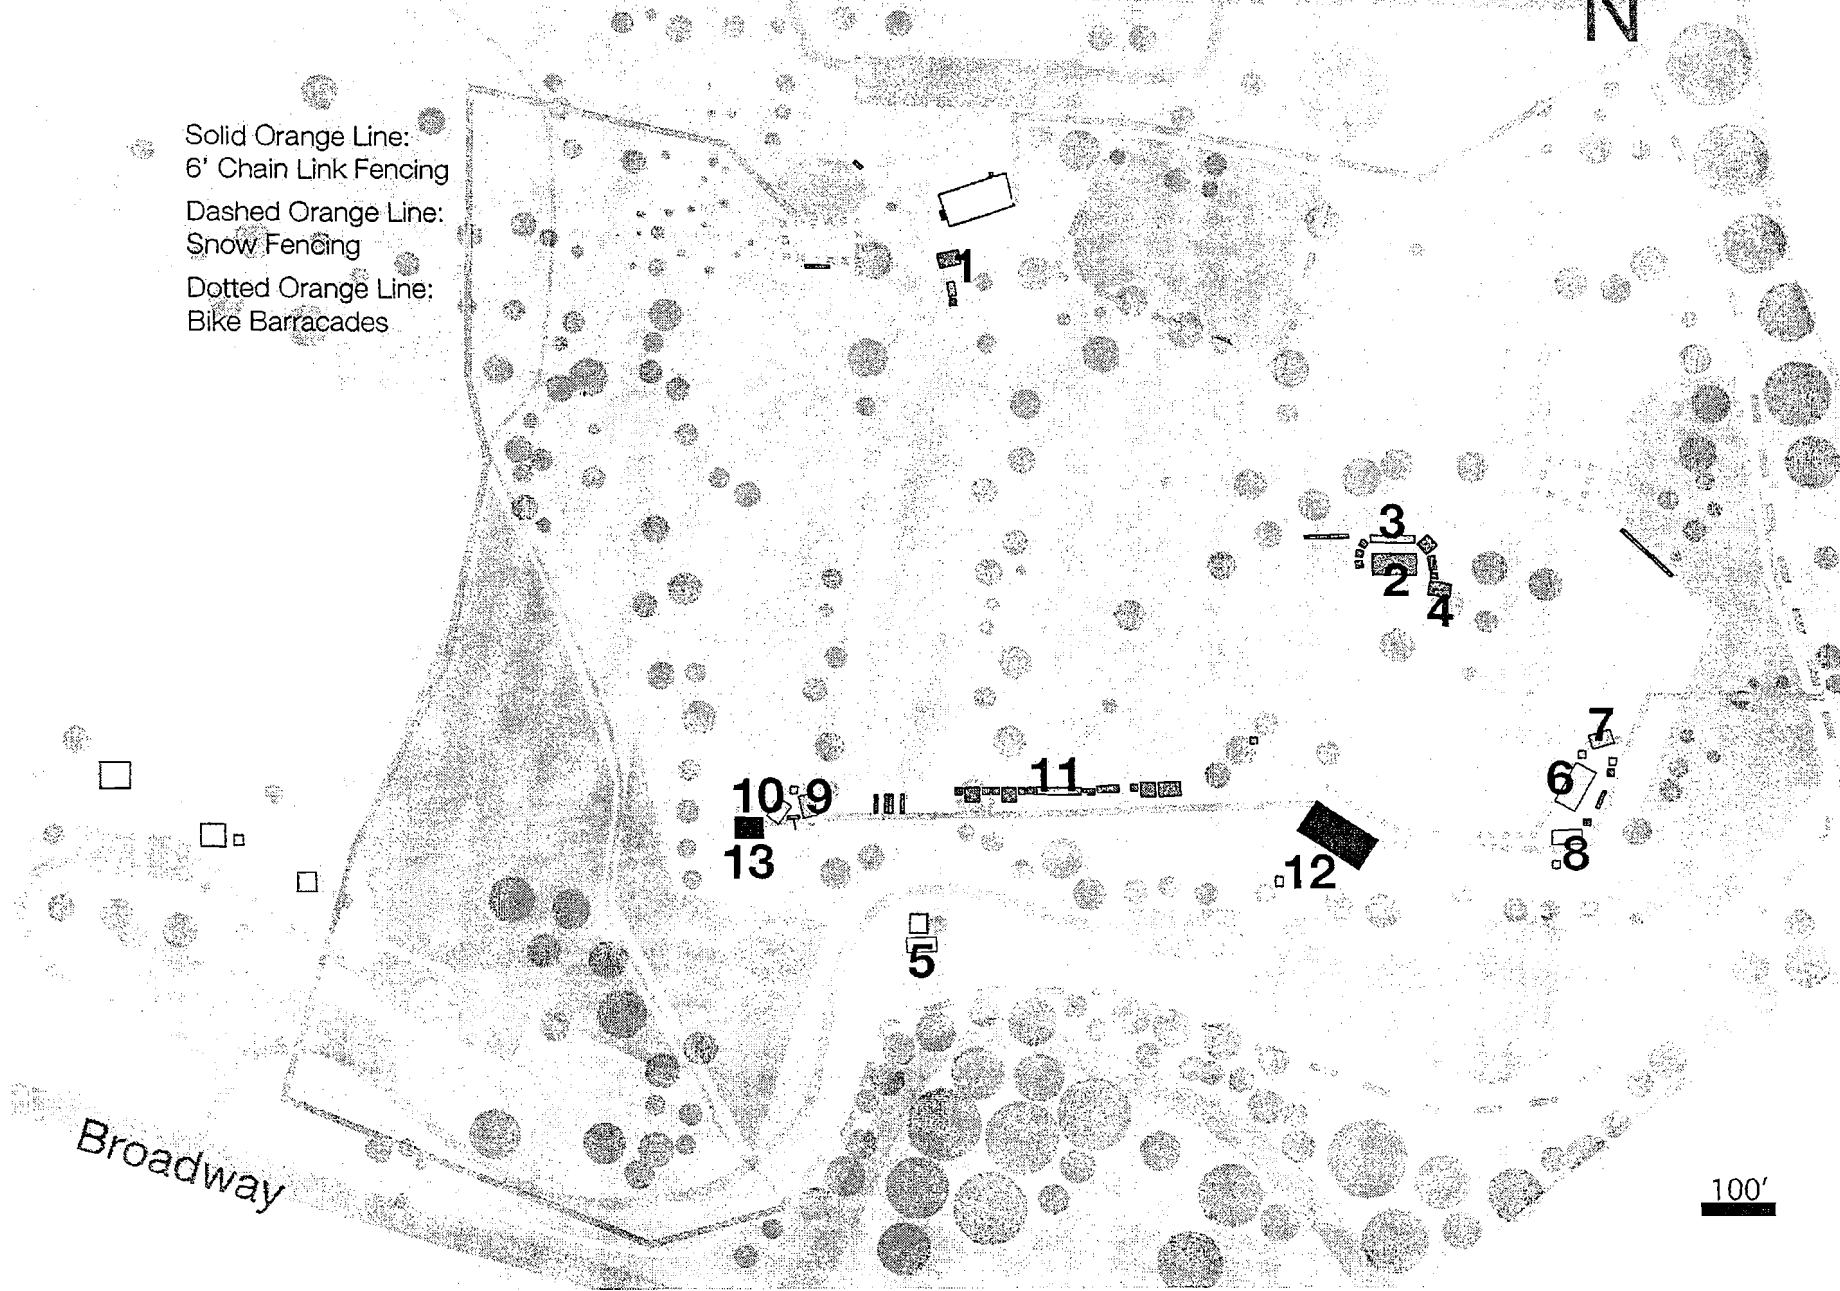 N
Solid Orange Line:
6' Chain Link Fencing
Dashed Orange Line:
Snow Fencing
Dotted Orange Line:
Bike Barracades
1
3
2
4
7
6
8
11
10
9
13
12
5
Broadway
100'